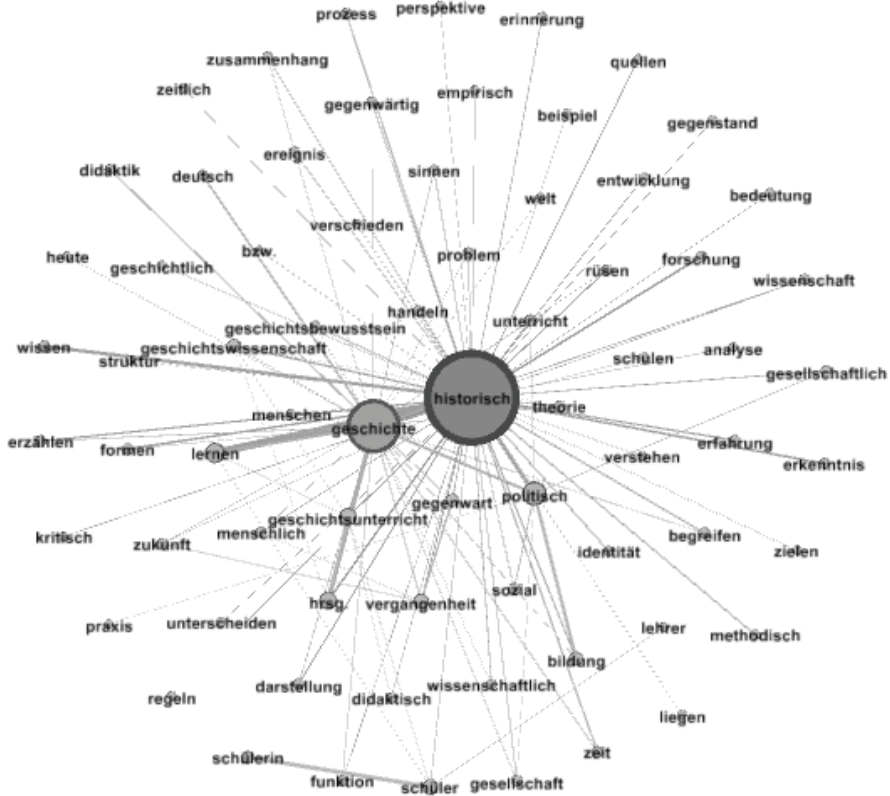 prozess
perspektive
erinnerung
zusammenhang
quellen
zeitlich
gegenwärtig
empirisch
beispiel
gegenstand
ereignis
didaktik
deutsch
sinnen
entwicklung
welt
bedeutung
verschieden
bzw.
problem
heute
geschichtlich
rüsen
forschung
wissenschaft
handeln
unterricht
geschichtsbewusstsein
wissen
geschichtswissenschaft
struktur
schulen
analyse
gesellschaftlich
historisch
theorie
menschen
geschichte
erzählen
formen
lernen
erfahrung
verstehen
erkenntnis
gegenwart
politisch
geschichtsunterricht
kritisch
zukunft
menschlich
begreifen
identität
zielen
sozial
hrsg.
vergangenheit
praxis
unterscheiden
lehrer
methodisch
bildung
darstellung
wissenschaftlich
didaktisch
regeln
liegen
zeit
schülerin
funktion
schüler
gesellschaft